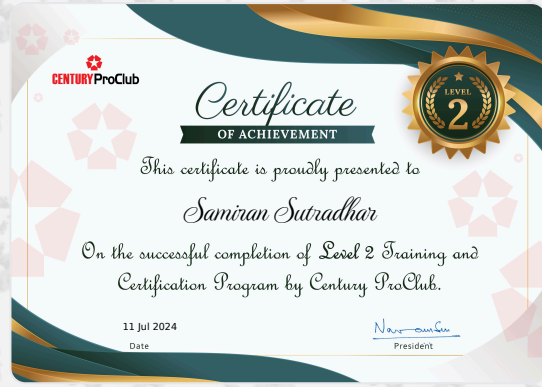 CENTURY ProClub
Certificate
OF ACHIEVEMENT
LEVEL
2
This certificate is proudly presented to
Samiran Sutradhar
On the successful completion of Level 2 Training and
Certification Program by Century ProClub.
11 Jul 2024
Date
President